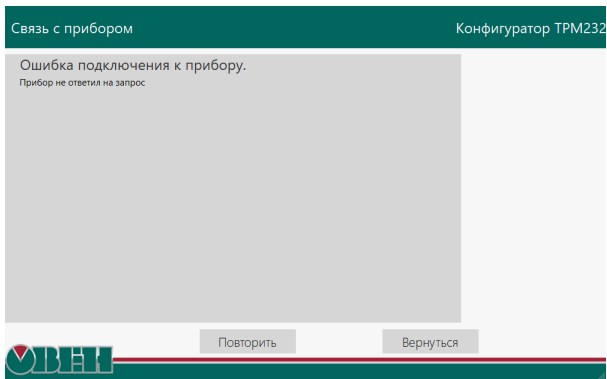 Связь с прибором
Конфигуратор ТРМ232
Ошибка подключения к прибору.
Прибор не ответил на запрос
Повторить
Вернуться
ОВЕН